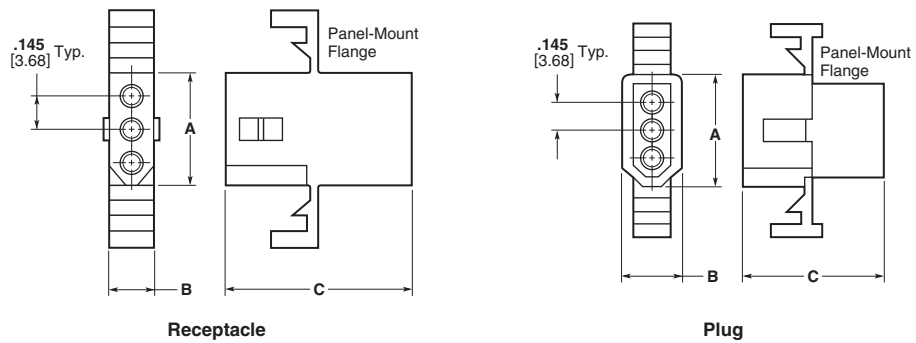 .145 Typ.
[3.68]
A
B
Panel-Mount
Flange
C
Receptacle
.145 Typ.
[3.68]
A
B
Panel-Mount
Flange
C
Plug